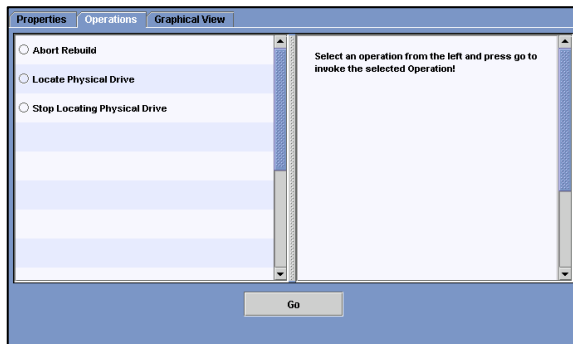 Properties Operations Graphical View
Abort Rebuild
Locate Physical Drive
Stop Locating Physical Drive
Select an operation from the left and press go to
invoke the selected Operation!
Go